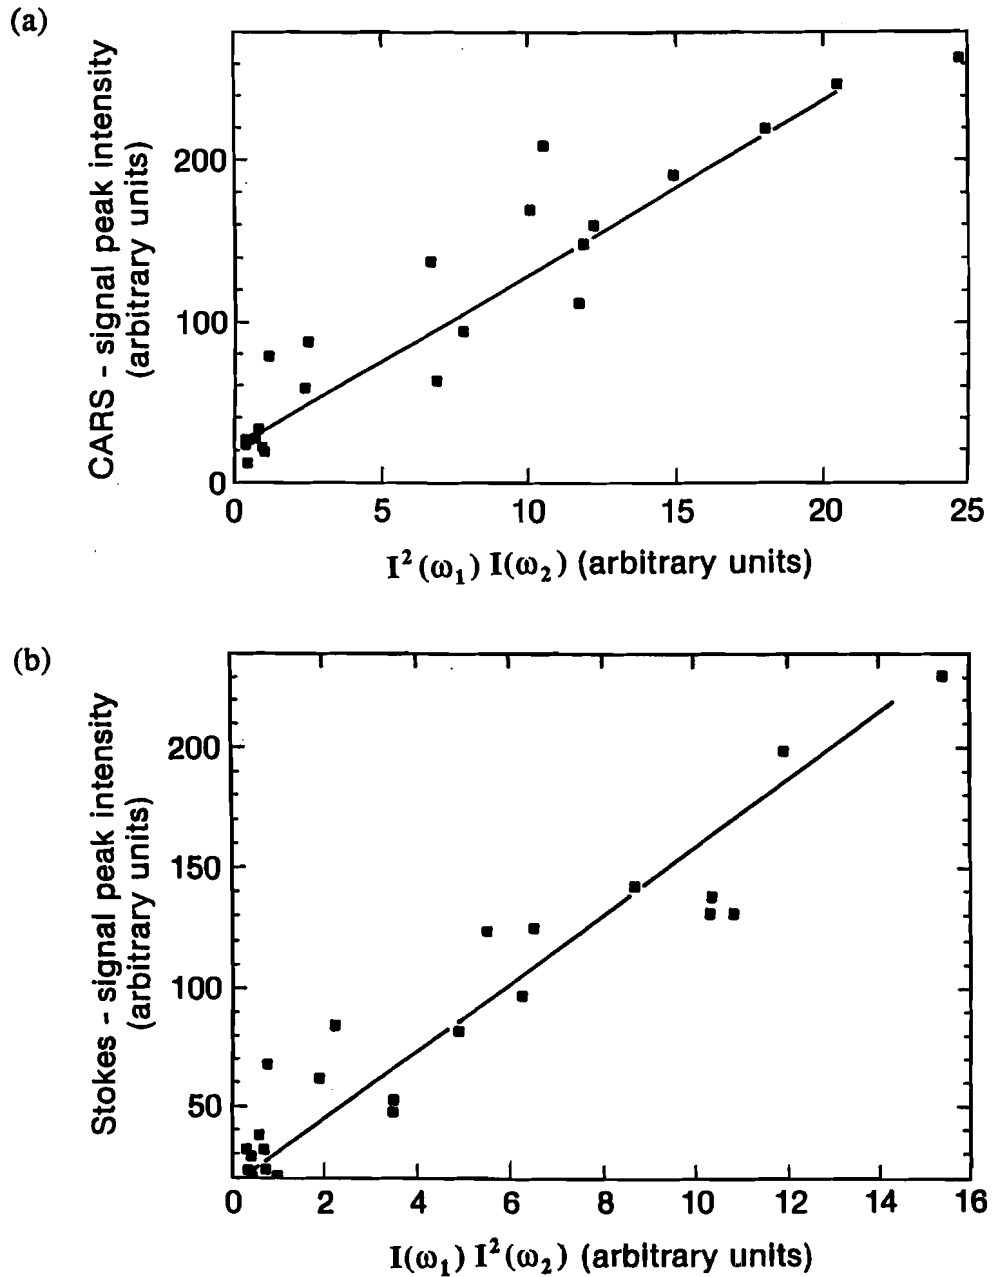 (a)
CARS - signal peak intensity
(arbitrary units)
200
100
0
0 5 10 15 20 25
I²(ω₁) I(ω₂) (arbitrary units)
(b)
Stokes - signal peak intensity
(arbitrary units)
200
150
100
50
0 2 4 6 8 10 12 14 16
I(ω₁) I²(ω₂) (arbitrary units)